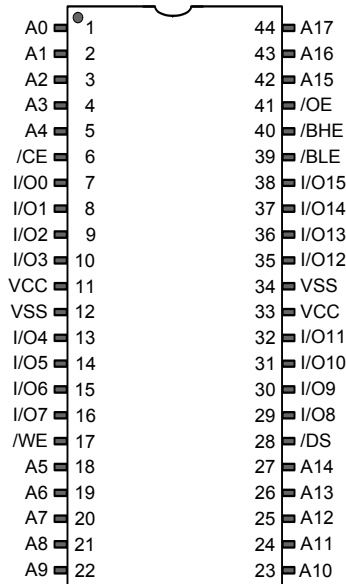 A0 1 44 A17
A1 2 43 A16
A2 3 42 A15
A3 4 41 /OE
A4 5 40 /BHE
/CE 6 39 /BLE
I/O0 7 38 I/O15
I/O1 8 37 I/O14
I/O2 9 36 I/O13
I/O3 10 35 I/O12
VCC 11 34 VSS
VSS 12 33 VCC
I/O4 13 32 I/O11
I/O5 14 31 I/O10
I/O6 15 30 I/O9
I/O7 16 29 I/O8
/WE 17 28 /DS
A5 18 27 A14
A6 19 26 A13
A7 20 25 A12
A8 21 24 A11
A9 22 23 A10